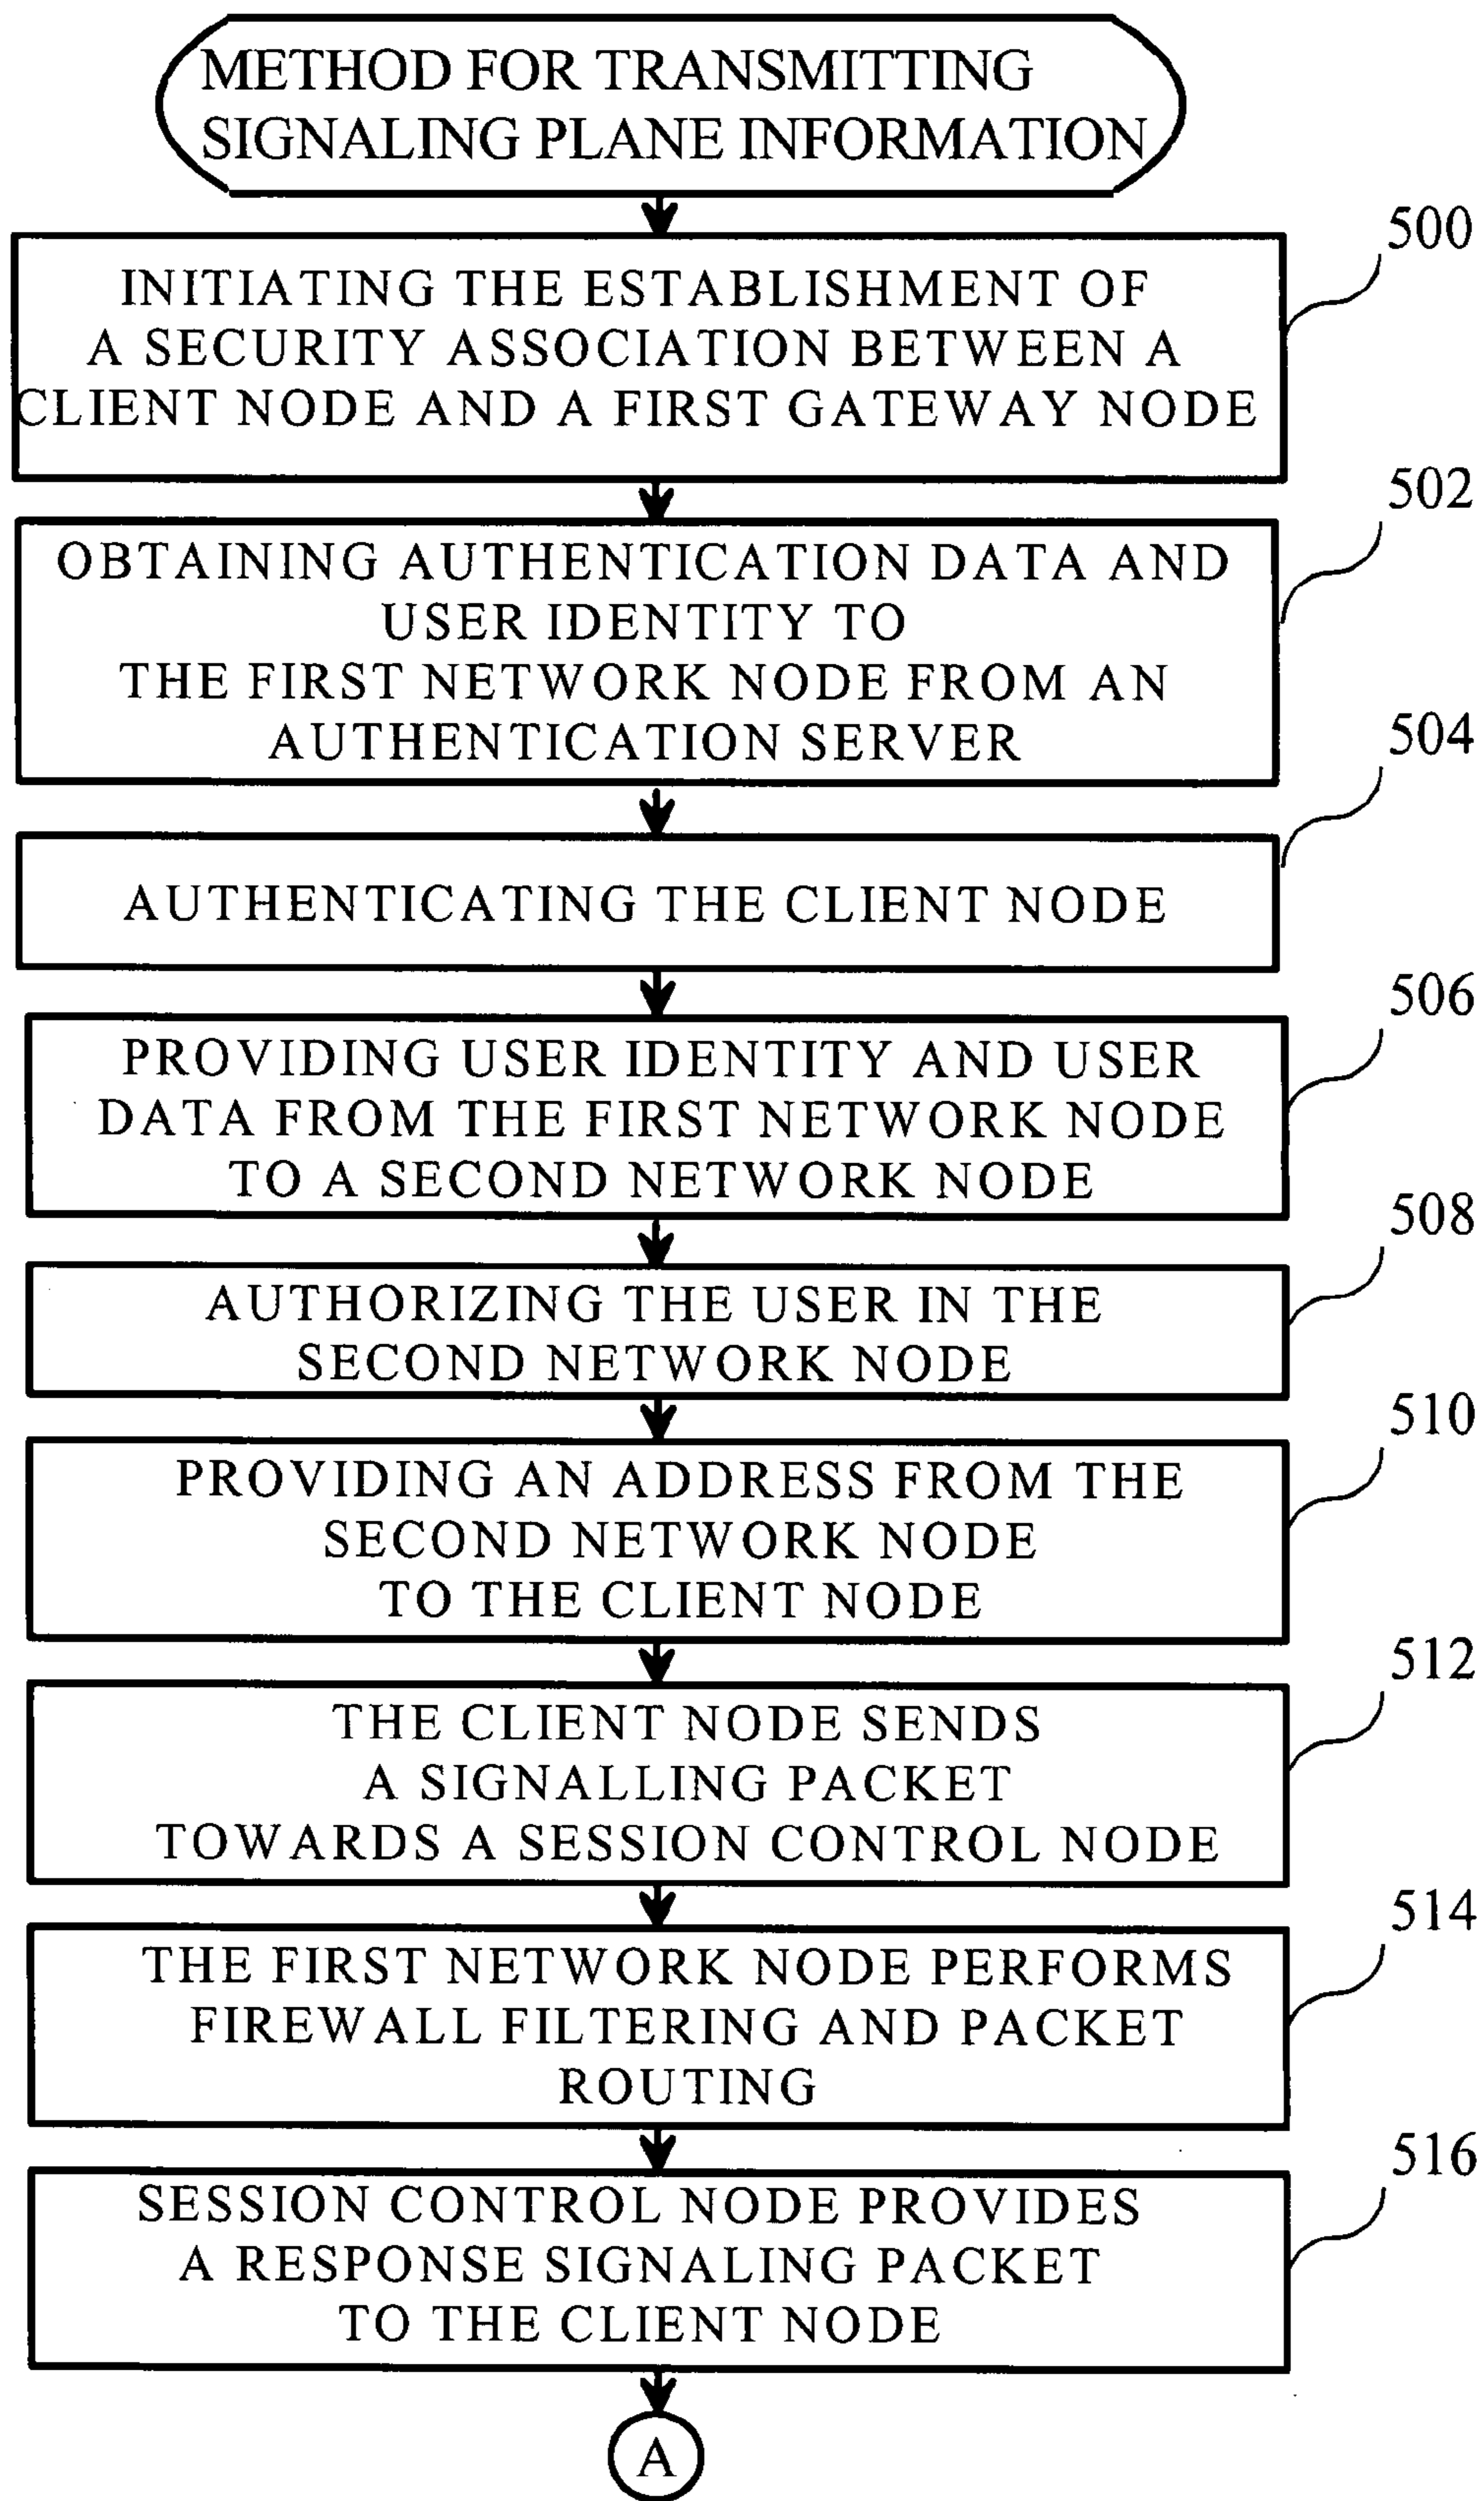 METHOD FOR TRANSMITTING
SIGNALING PLANE INFORMATION
500
INITIATING THE ESTABLISHMENT OF
A SECURITY ASSOCIATION BETWEEN A
CLIENT NODE AND A FIRST GATEWAY NODE
502
OBTAINING AUTHENTICATION DATA AND
USER IDENTITY TO
THE FIRST NETWORK NODE FROM AN
AUTHENTICATION SERVER
504
AUTHENTICATING THE CLIENT NODE
506
PROVIDING USER IDENTITY AND USER
DATA FROM THE FIRST NETWORK NODE
TO A SECOND NETWORK NODE
508
AUTHORIZING THE USER IN THE
SECOND NETWORK NODE
510
PROVIDING AN ADDRESS FROM THE
SECOND NETWORK NODE
TO THE CLIENT NODE
512
THE CLIENT NODE SENDS
A SIGNALLING PACKET
TOWARDS A SESSION CONTROL NODE
514
THE FIRST NETWORK NODE PERFORMS
FIREWALL FILTERING AND PACKET
ROUTING
516
SESSION CONTROL NODE PROVIDES
A RESPONSE SIGNALING PACKET
TO THE CLIENT NODE
A